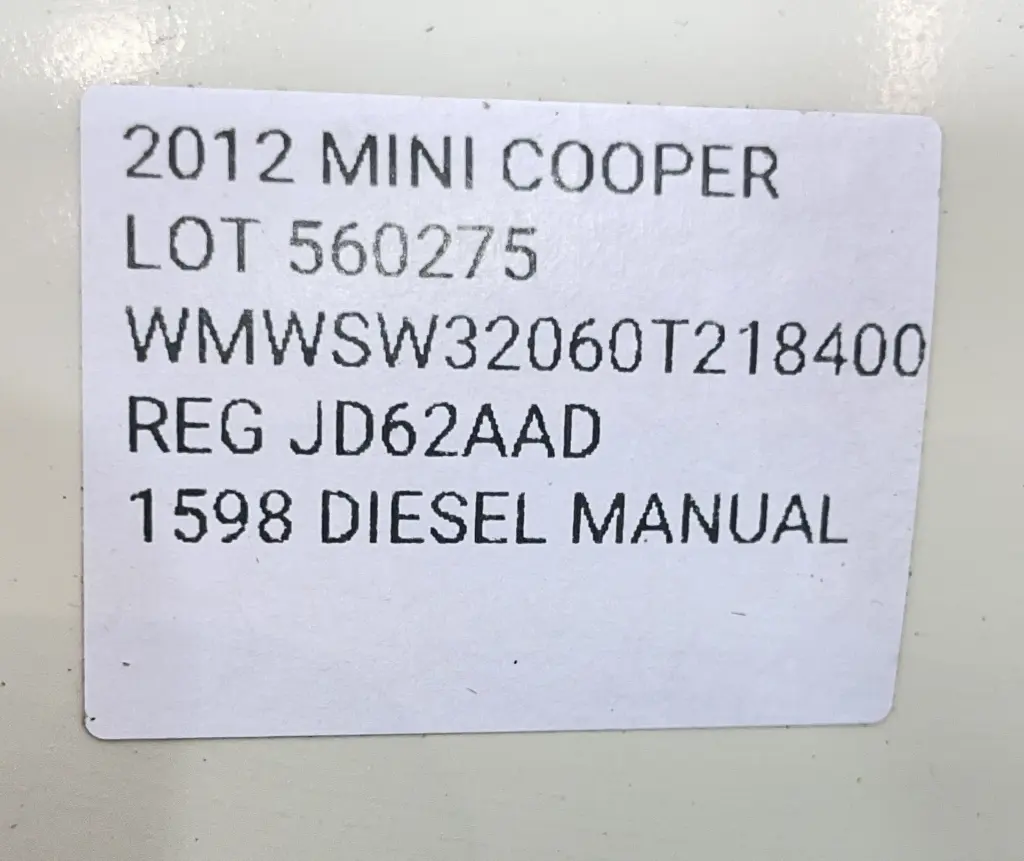 2012 MINI COOPER
LOT 560275
WMWSW32060T218400
REG JD62AAD
1598 DIESEL MANUAL